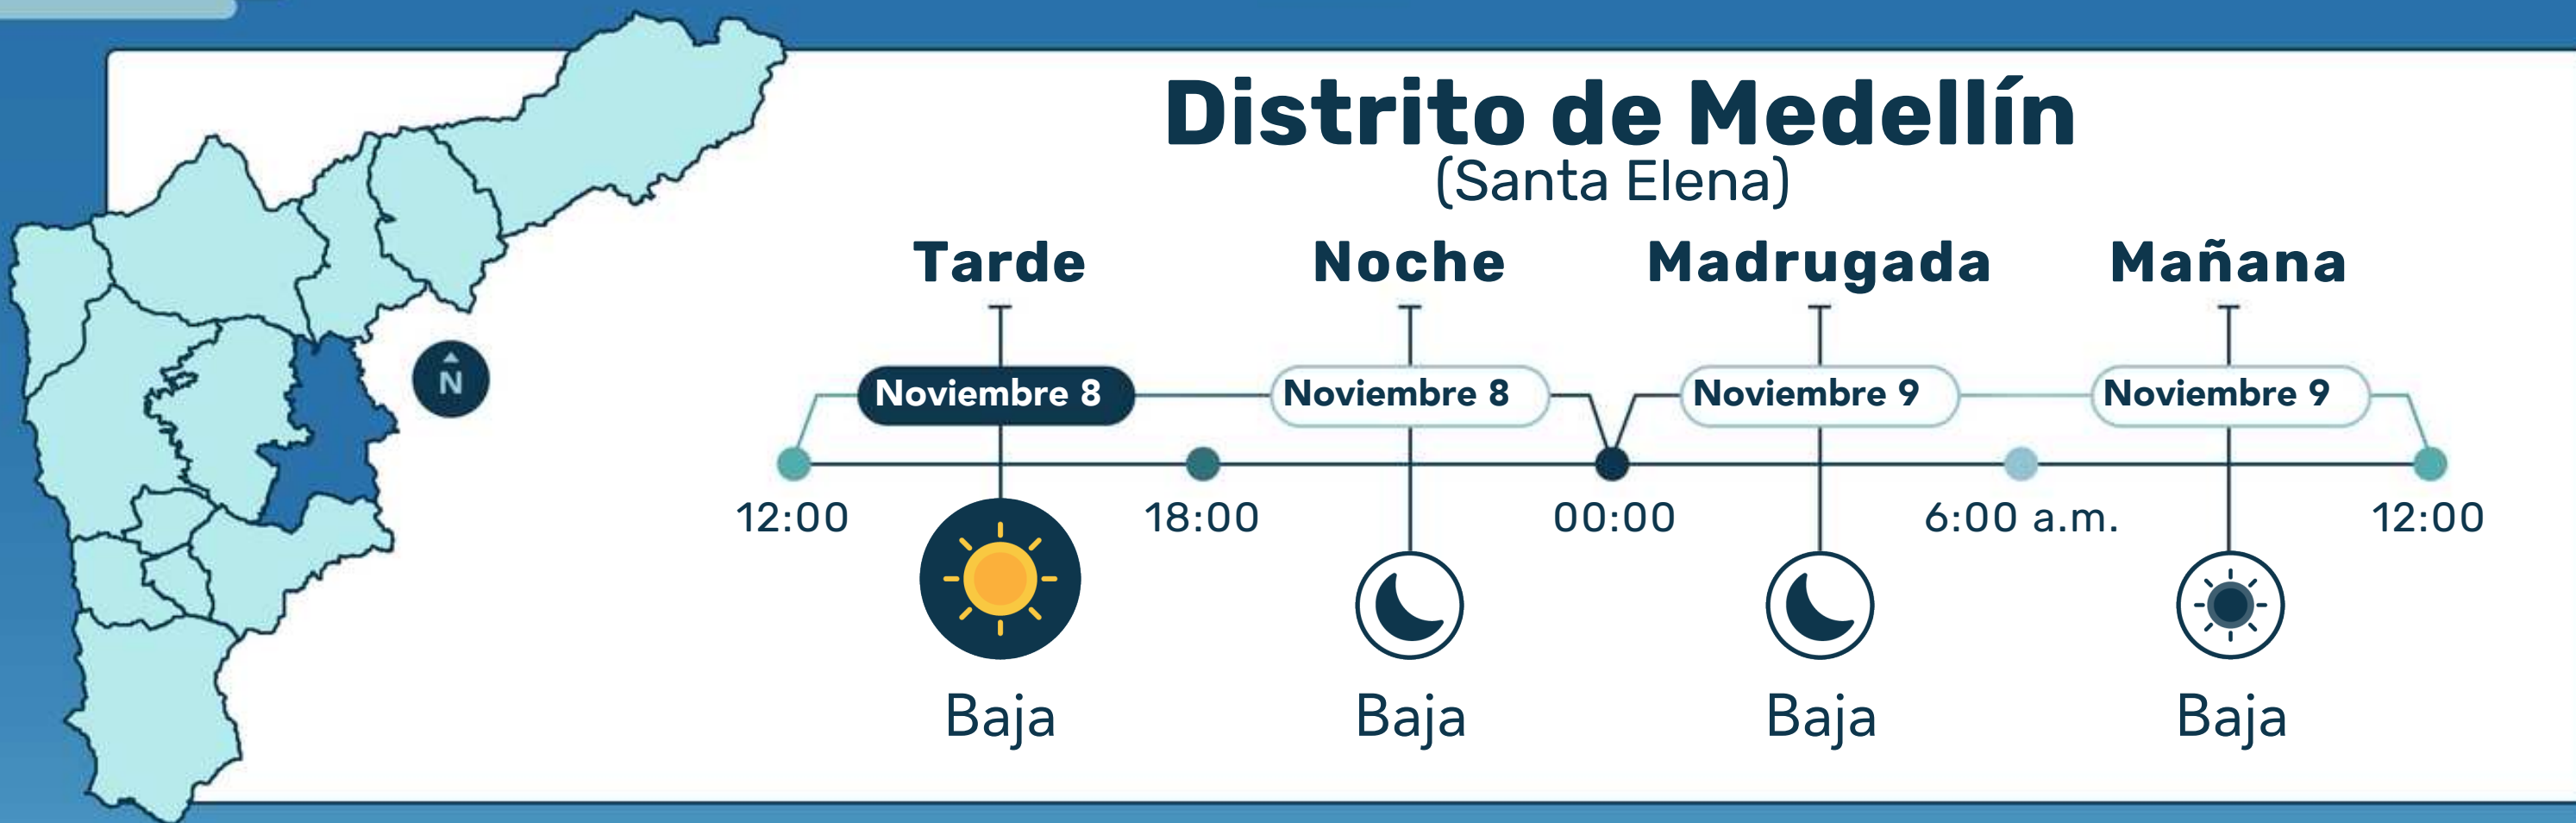 Distrito de Medellín
(Santa Elena)
Tarde Noche Madrugada Mañana
Noviembre 8 Noviembre 8 Noviembre 9 Noviembre 9
N
12:00 18:00 00:00 6:00 a.m. 12:00
Baja Baja Baja Baja